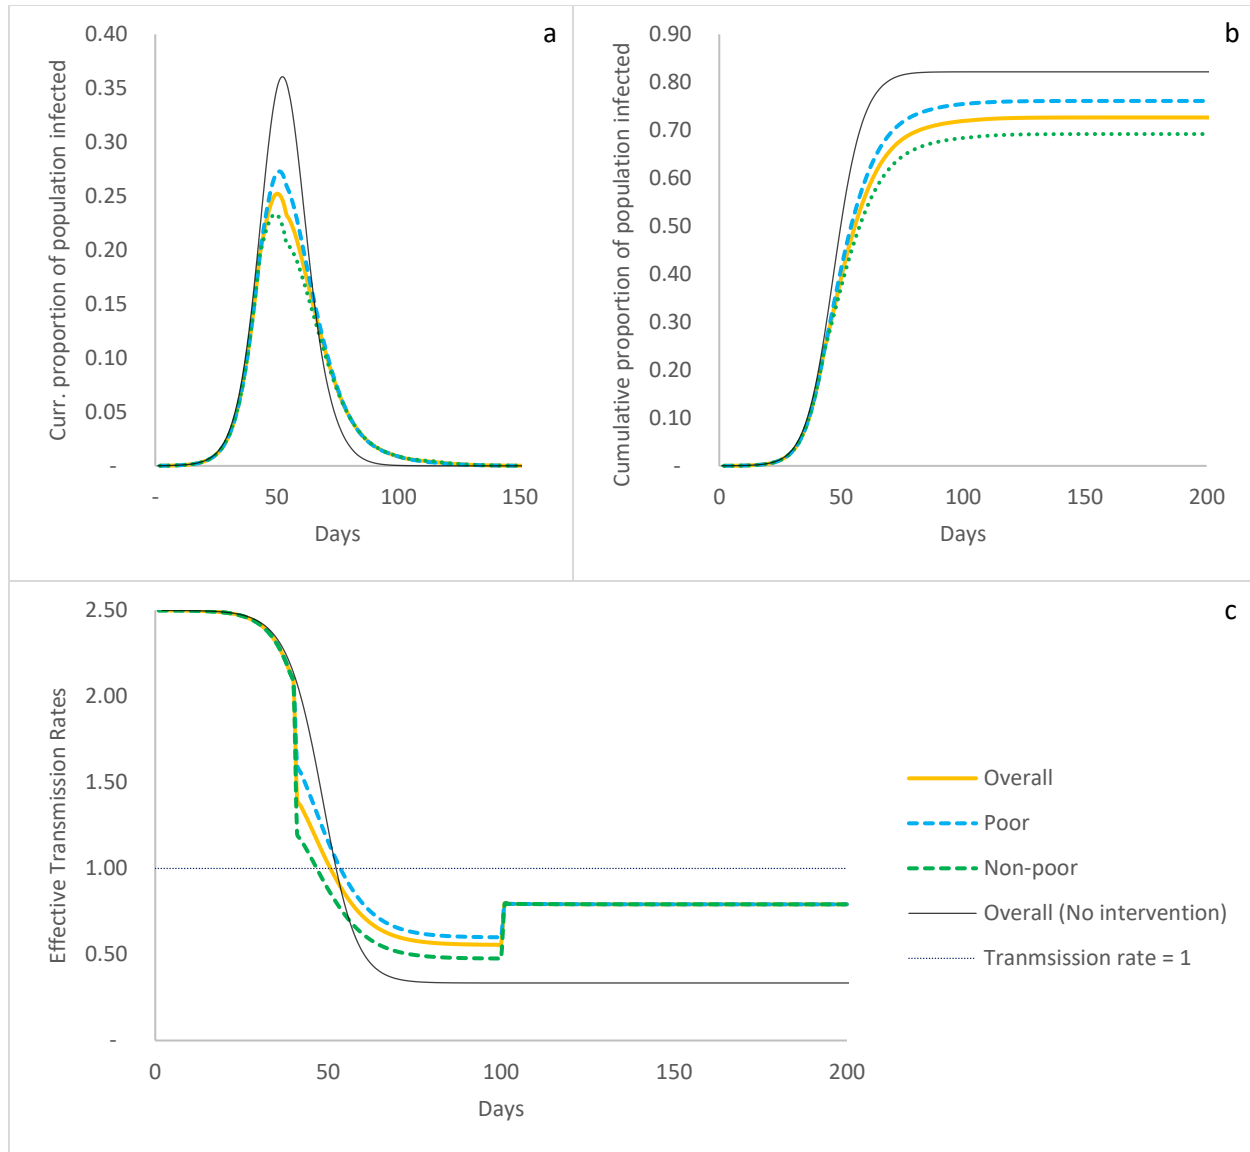 a
Curr. proportion of population infected
0.40
0.35
0.30
0.25
0.20
0.15
0.10
0.05
-
-
50
100
150
Days
b
Cumulative proportion of population infected
0.90
0.80
0.70
0.60
0.50
0.40
0.30
0.20
0.10
-
0
50
100
150
200
Days
c
Effective Transmission Rates
2.50
2.00
1.50
1.00
0.50
-
0
50
100
150
200
Days
Overall
Poor
Non-poor
Overall (No intervention)
Tranmsission rate = 1